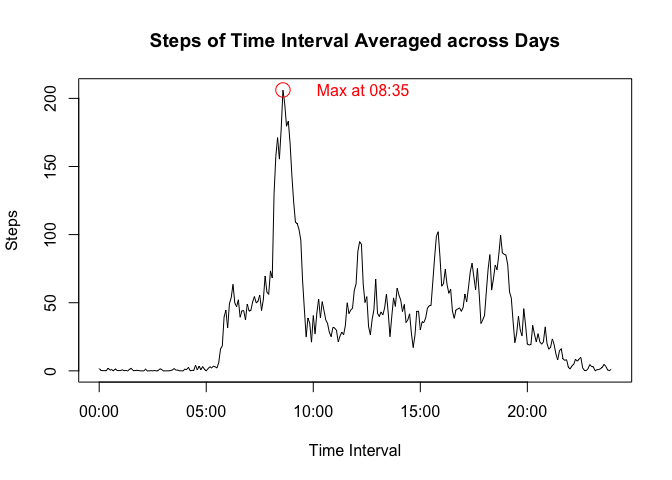 Steps of Time Interval Averaged across Days
Max at 08:35
Steps
200
150
100
50
0
00:00 05:00 10:00 15:00 20:00
Time Interval